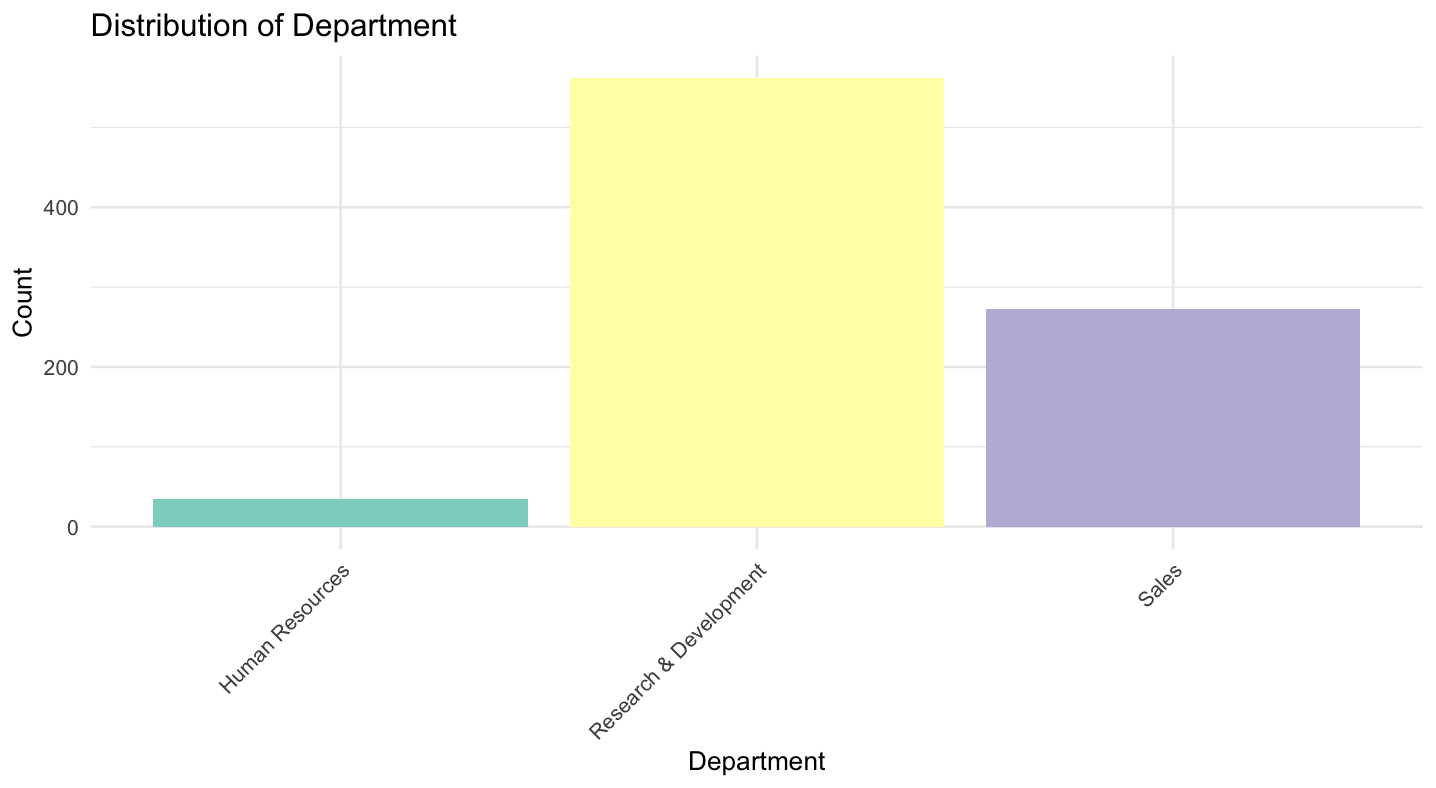 Distribution of Department
Count
400
200
0
Human Resources
Research & Development
Sales
Department